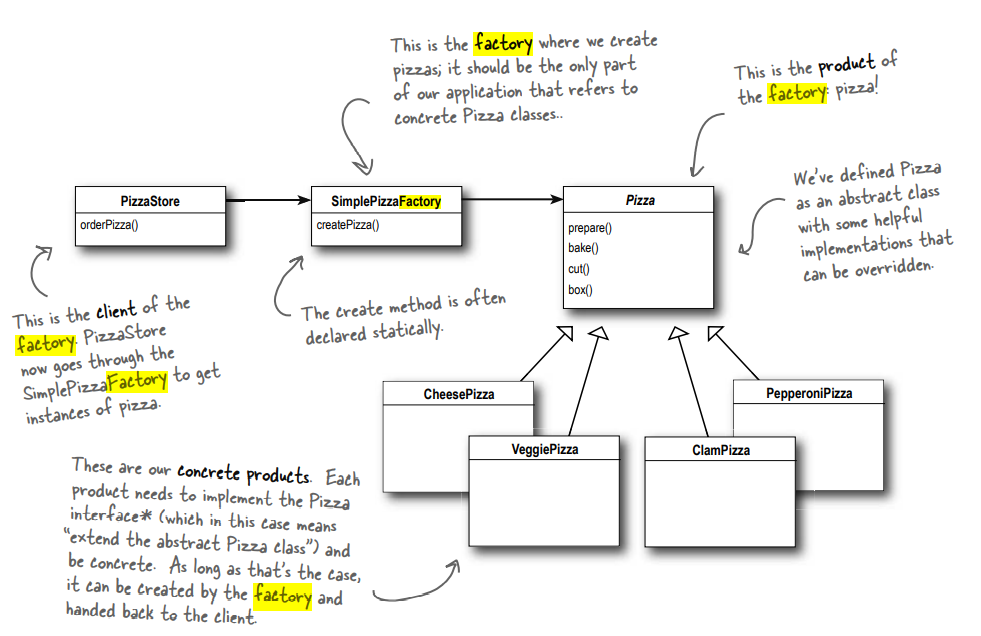 This is the factory where we create
pizzas; it should be the only part
of our application that refers to
concrete Pizza classes..
This is the product of
the factory: pizza!
We've defined Pizza
as an abstract class
with some helpful
implementations that
can be overridden.
PizzaStore
orderPizza()
SimplePizzaFactory
createPizza()
Pizza
prepare()
bake()
cut()
box()
This is the client of the
factory. PizzaStore
now goes through the
SimplePizzaFactory to get
instances of pizza.
The create method is often
declared statically.
CheesePizza
VeggiePizza
ClamPizza
PepperoniPizza
These are our concrete products. Each
product needs to implement the Pizza
interface* (which in this case means
“extend the abstract Pizza class”) and
be concrete. As long as that's the case,
it can be created by the factory and
handed back to the client.